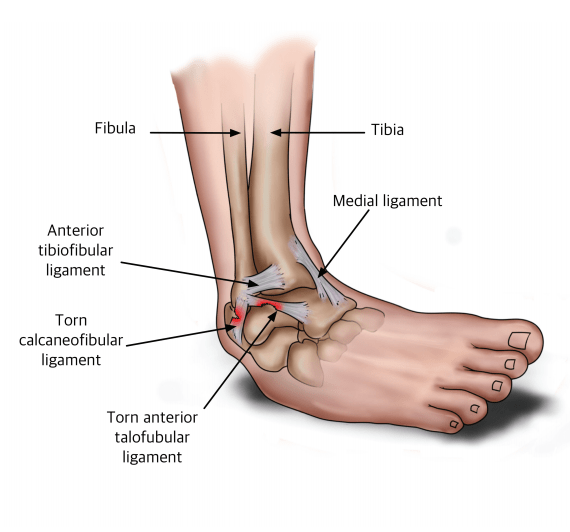 Fibula
Tibia
Medial ligament
Anterior
tibiofibular
ligament
Torn
calcaneofibular
ligament
Torn anterior
talofubular
ligament